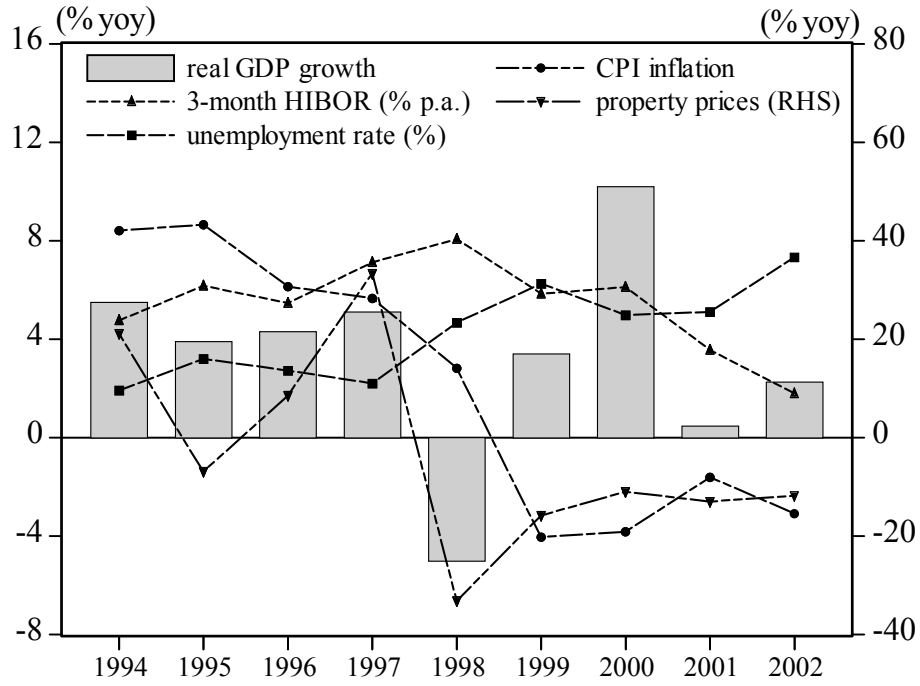 (% yoy) (% yoy)
16 80
real GDP growth CPI inflation
3-month HIBOR (% p.a.) property prices (RHS)
unemployment rate (%)
12 60
8 40
4 20
0 0
-4 -20
-8 -40
1994 1995 1996 1997 1998 1999 2000 2001 2002